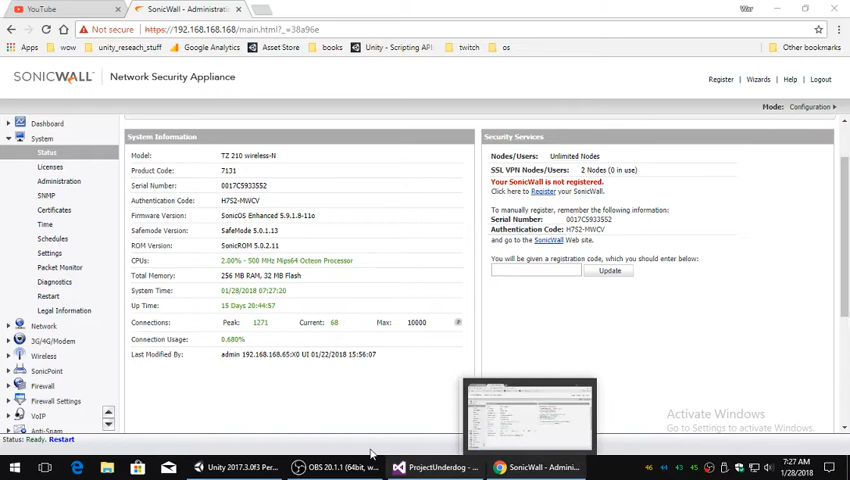 YouTube
SonicWall - Administratic
War
Not secure
https://192.168.168.168/main.html?_=38a96e
Apps
wow
unity_reseach_stuff
Google Analytics
Asset Store
books
Unity - Scripting API
twitch
os
Other bookmarks
SONICWALL
Network Security Appliance
Register
Wizards
Help
Logout
Mode: Configuration
Dashboard
System
Status
Licenses
Administration
SNMP
Certificates
Time
Schedules
Settings
Packet Monitor
Diagnostics
Restart
Legal Information
Network
3G/4G/Modem
Wireless
SonicPoint
Firewall
Firewall Settings
VoIP
Anti-Spam
System Information
Model: TZ 210 wireless-N
Product Code: 7131
Serial Number: 0017C5933552
Authentication Code: H7S2-MWCV
Firmware Version: SonicOS Enhanced 5.9.1.8-11o
Safemode Version: SafeMode 5.0.1.13
ROM Version: SonicROM 5.0.2.11
CPUs: 2.00% - 500 MHz Mips64 Octeon Processor
Total Memory: 256 MB RAM, 32 MB Flash
System Time: 01/28/2018 07:27:20
Up Time: 15 Days 20:44:57
Connections: Peak: 1271 Current: 68 Max: 10000
Connection Usage: 0.680%
Last Modified By: admin 192.168.168.65:X0 UI 01/22/2018 15:56:07
Security Services
Nodes/Users: Unlimited Nodes
SSL VPN Nodes/Users: 2 Nodes (0 in use)
Your SonicWall is not registered.
Click here to Register your SonicWall.
To manually register, remember the following information:
Serial Number: 0017C5933552
Authentication Code: H7S2-MWCV
and go to the SonicWall Web site.
You will be given a registration code, which you should enter below:
Update
Activate Windows
Go to Settings to activate Windows.
Status: Ready. Restart
Unity 2017.3.0f3 Per...
OBS 20.1.1 (64bit, w...
ProjectUnderdog - ...
SonicWall - Admini...
46
44
43
45
7:27 AM
1/28/2018